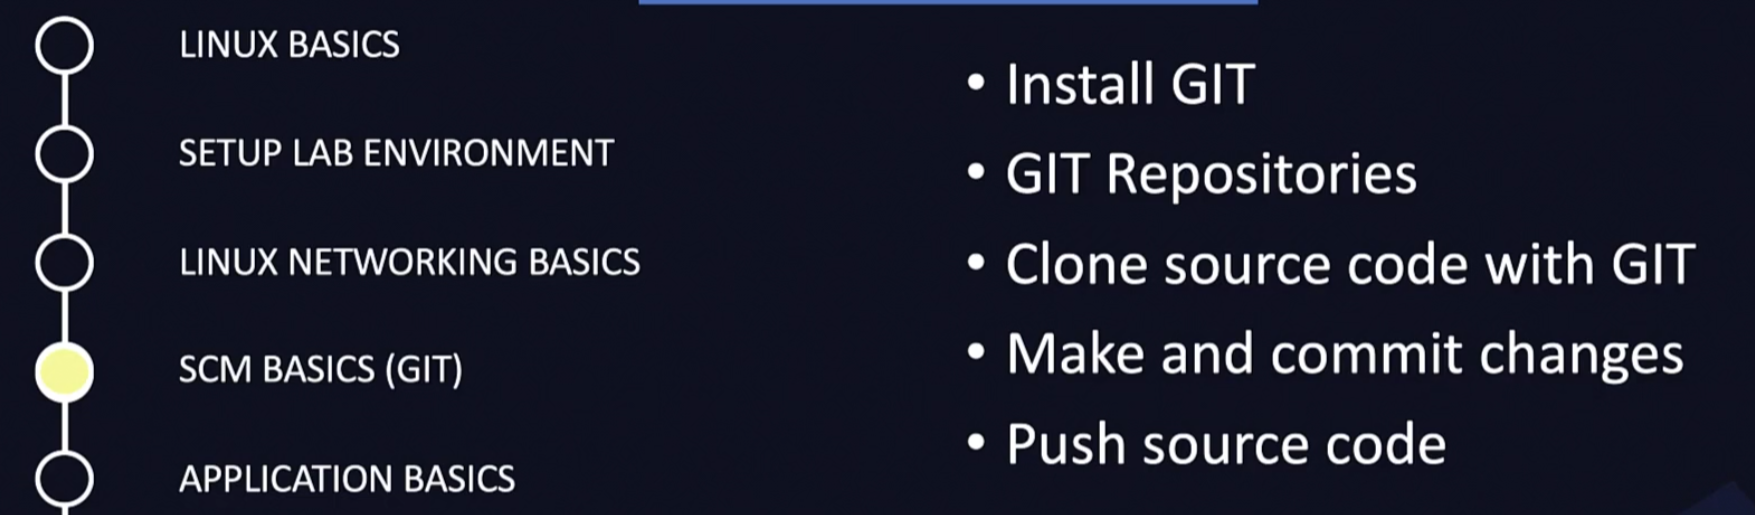 LINUX BASICS
SETUP LAB ENVIRONMENT
LINUX NETWORKING BASICS
SCM BASICS (GIT)
APPLICATION BASICS
• Install GIT
• GIT Repositories
• Clone source code with GIT
• Make and commit changes
• Push source code